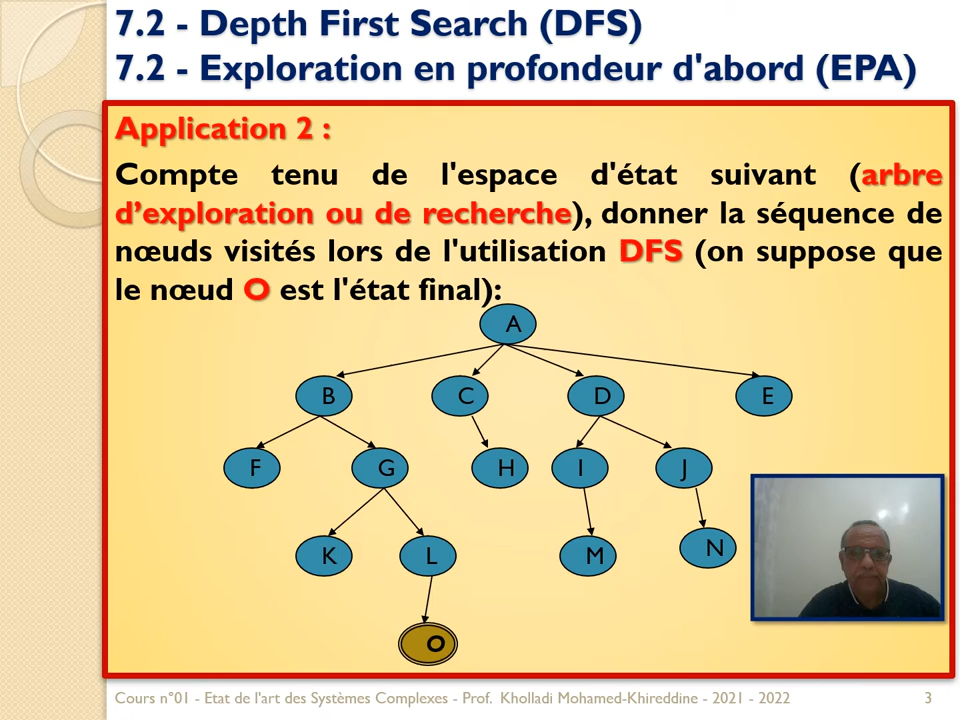 7.2 - Depth First Search (DFS)
7.2 - Exploration en profondeur d'abord (EPA)
Application 2 :
Compte tenu de l'espace d'état suivant (arbre
d’exploration ou de recherche), donner la séquence de
nœuds visités lors de l'utilisation DFS (on suppose que
le nœud O est l'état final):
A
B C D E
F G H I J
K L M N
O
Cours n°01 - Etat de l'art des Systèmes Complexes - Prof. Kholladi Mohamed-Khireddine - 2021 - 2022 3